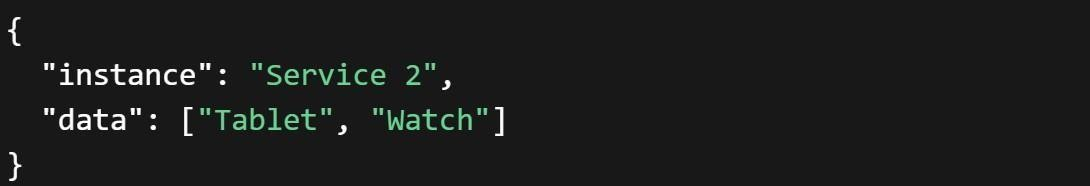 {
  "instance": "Service 2",
  "data": ["Tablet", "Watch"]
}